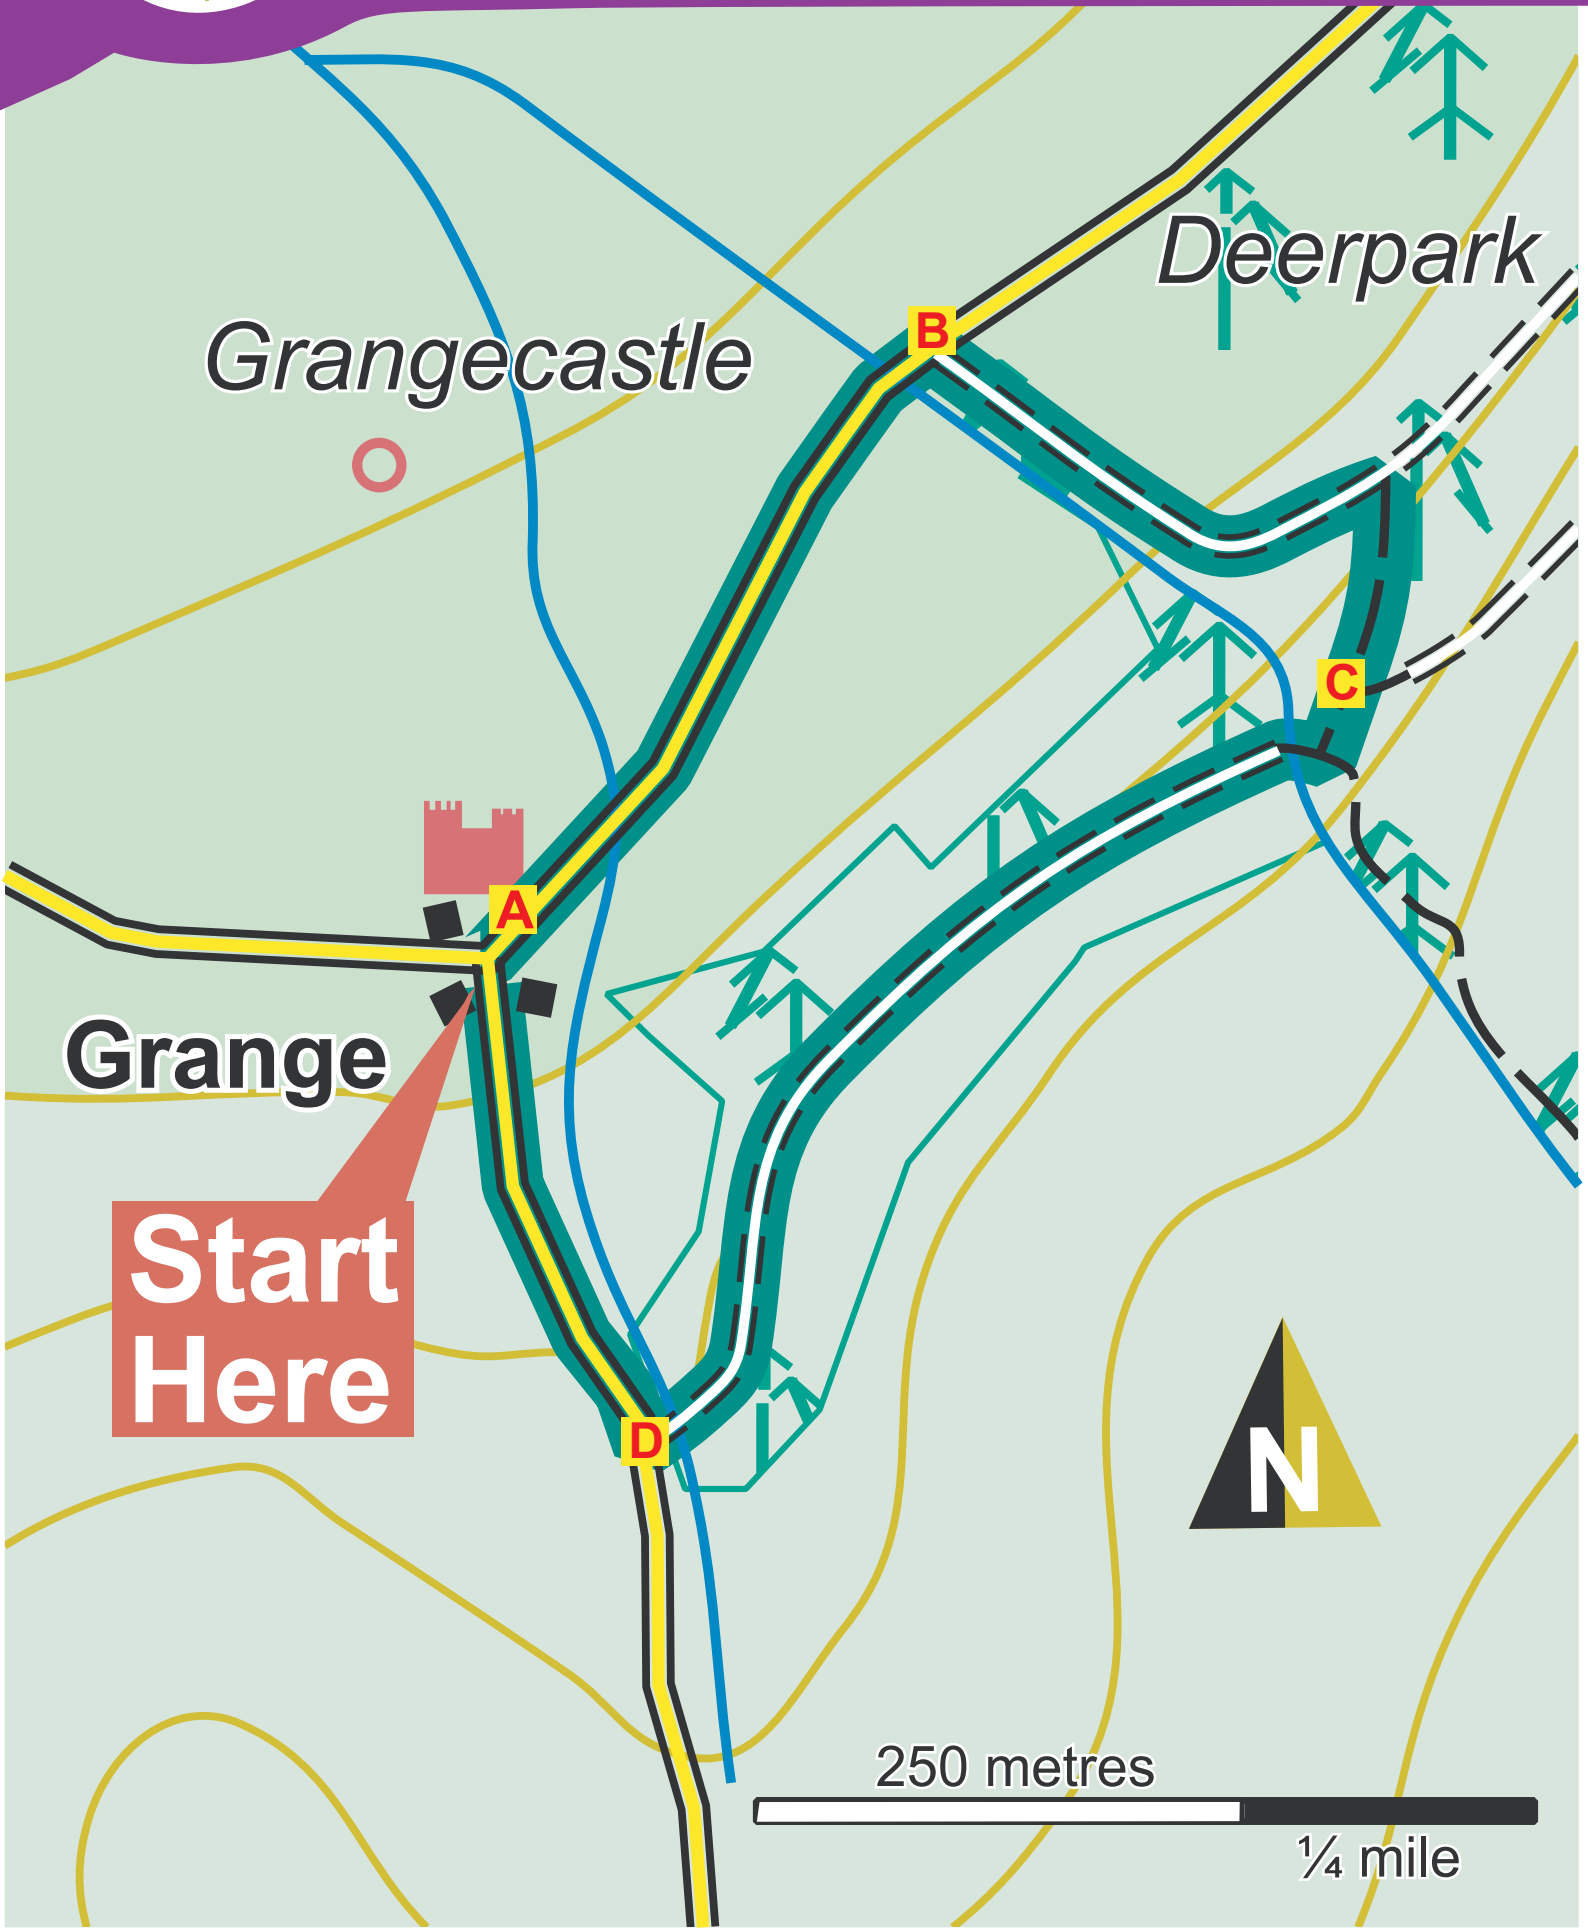 Deerpark
B
Grangecastle
C
A
Grange
Start
Here
D
N
250 metres
¼ mile